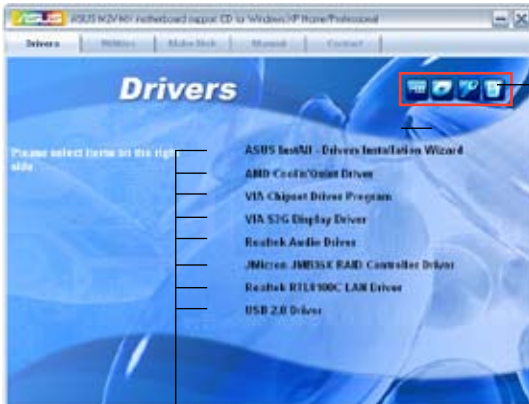 ASUS M2V-MX motherboard support CD for Windows XP Home/Professional
Drivers Utilities Make Disk Manual Contact
Drivers
Please select items on the right side
ASUS InstAll - Drivers Installation Wizard
AMD Cool'n'Quiet Driver
VIA Chipset Driver Program
VIA S3G Display Driver
Realtek Audio Driver
JMicron JMB36X RAID Controller Driver
Realtek RTL8100C LAN Driver
USB 2.0 Driver